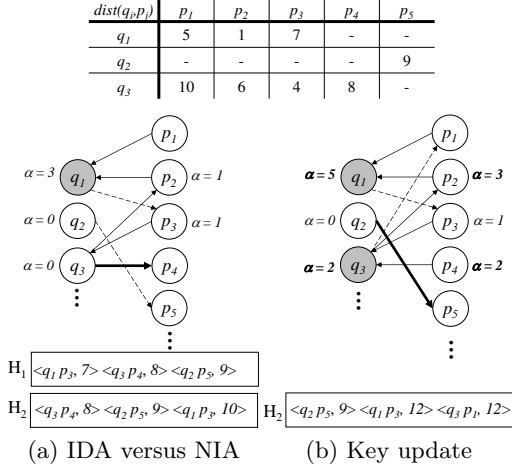 dist(qᵢ,pⱼ) p₁ p₂ p₃ p₄ p₅
q₁ 5 1 7 - -
q₂ - - - - 9
q₃ 10 6 4 8 -
p₁
α=3 q₁ p₂ α=1
α=0 q₂ p₃ α=1
α=0 q₃ p₄
p₅
H₁ <q₁ p₃, 7> <q₃ p₄, 8> <q₂ p₅, 9>
H₂ <q₃ p₄, 8> <q₂ p₅, 9> <q₁ p₃, 10>
(a) IDA versus NIA
p₁
α=5 q₁ p₂ α=3
α=0 q₂ p₃ α=1
α=2 q₃ p₄ α=2
p₅
H₂ <q₂ p₅, 9> <q₁ p₃, 12> <q₃ p₁, 12>
(b) Key update